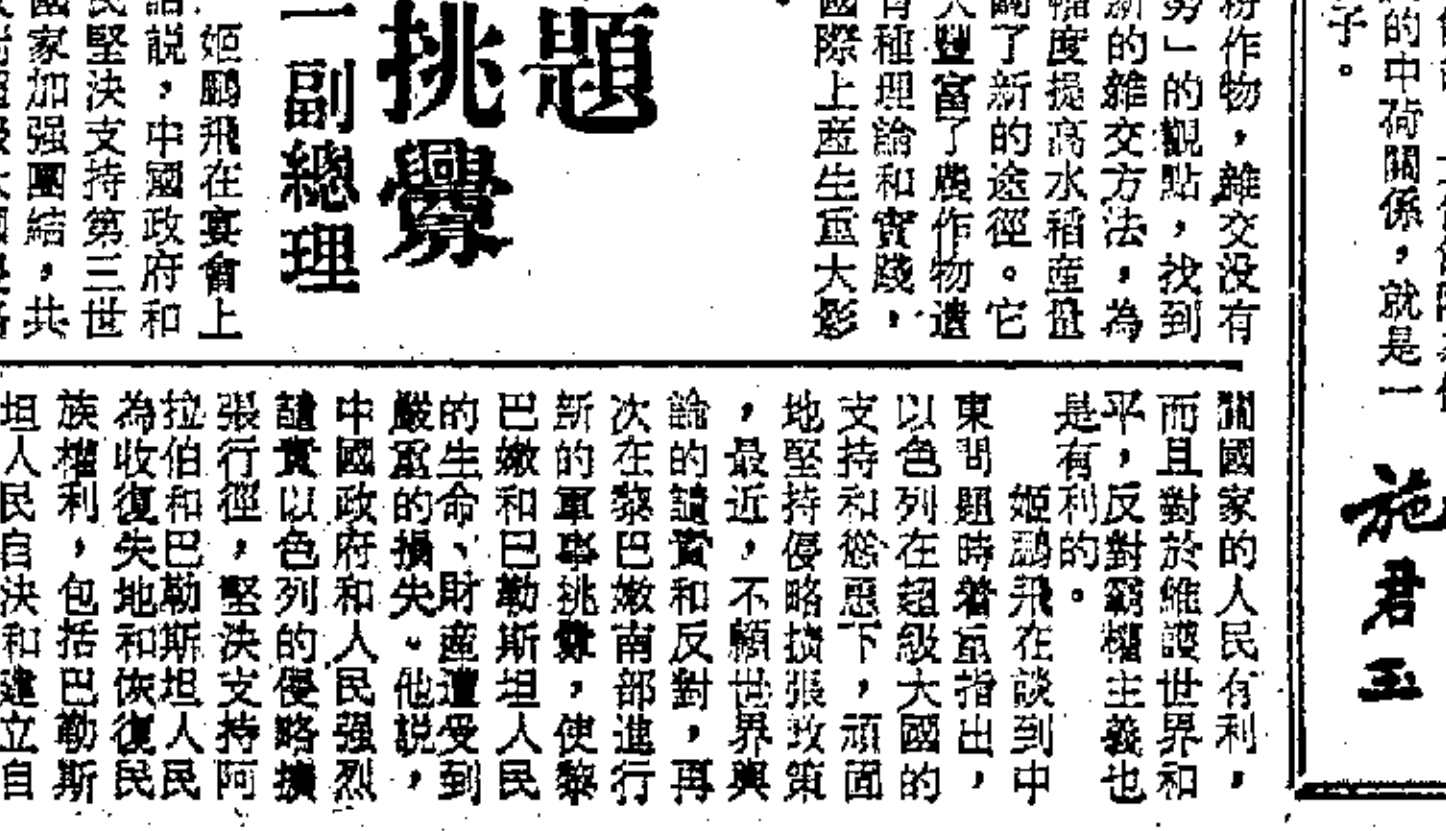 的中荷關係，就是一
子。
施君玉
粉作物，雜交没有
勞」的觀點，找到
新的雜交方法，為
幅度提高水稻産量
闢了新的途徑。它
大豐富了農作物遺
育種理論和實踐，
國際上産生重大影
題
挑釁
一副總理
姬鵬飛在宴會上
話説，中國政府和
民堅決支持第三世
國家加强團結，共
國家的人民有利，
而且對於維護世界和
平，反對霸權主義也
是有利的。
姬鵬飛在談到中
東問題時着重指出，
以色列在超級大國的
支持和慫恿下，頑固
地堅持侵略擴張政策
，最近，不顧世界輿
論的譴責和反對，再
次在黎巴嫩南部進行
新的軍事挑釁，使黎
巴嫩和巴勒斯坦人民
的生命、財産遭受到
嚴重的損失。他説，
中國政府和人民强烈
譴責以色列的侵略擴
張行徑，堅決支持阿
拉伯和巴勒斯坦人民
為收復失地和恢復民
族權利，包括巴勒斯
坦人民自決和建立自